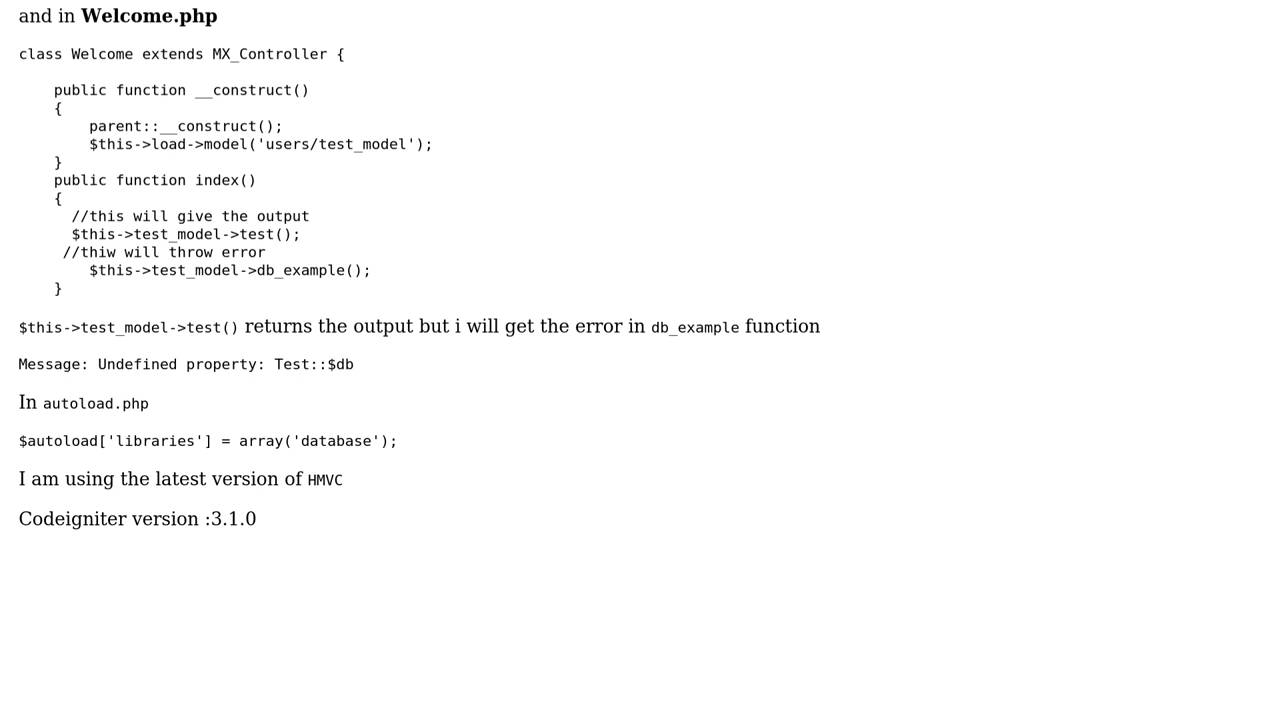 and in Welcome.php
class Welcome extends MX_Controller {
    public function __construct()
    {
        parent::__construct();
        $this->load->model('users/test_model');
    }
    public function index()
    {
      //this will give the output
      $this->test_model->test();
     //thiw will throw error
        $this->test_model->db_example();
    }
$this->test_model->test() returns the output but i will get the error in db_example function
Message: Undefined property: Test::$db
In autoload.php
$autoload['libraries'] = array('database');
I am using the latest version of HMVC
Codeigniter version :3.1.0